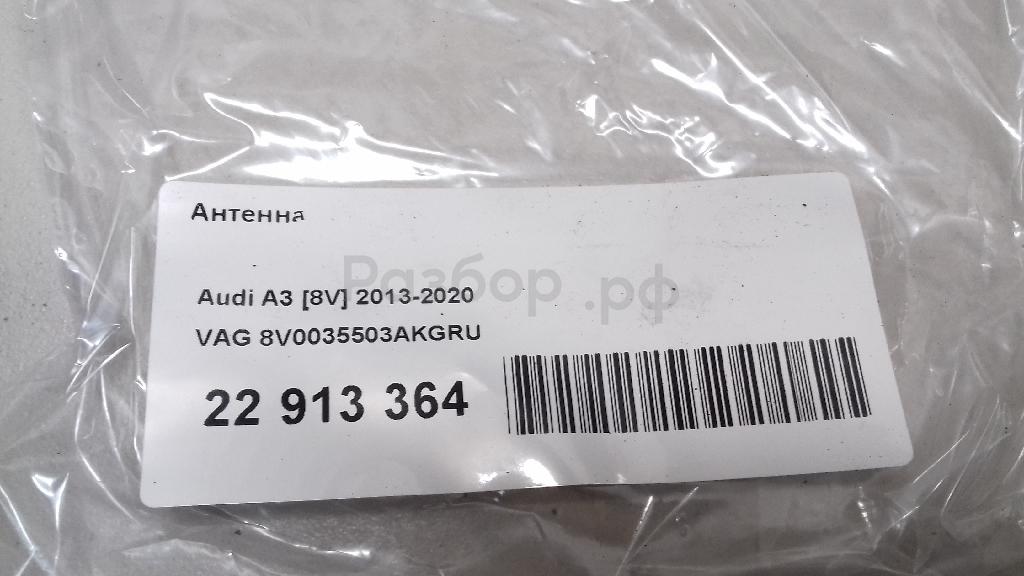 Антенна
Разбор.рф
Audi A3 [8V] 2013-2020
VAG 8V0035503AKGRU
22 913 364